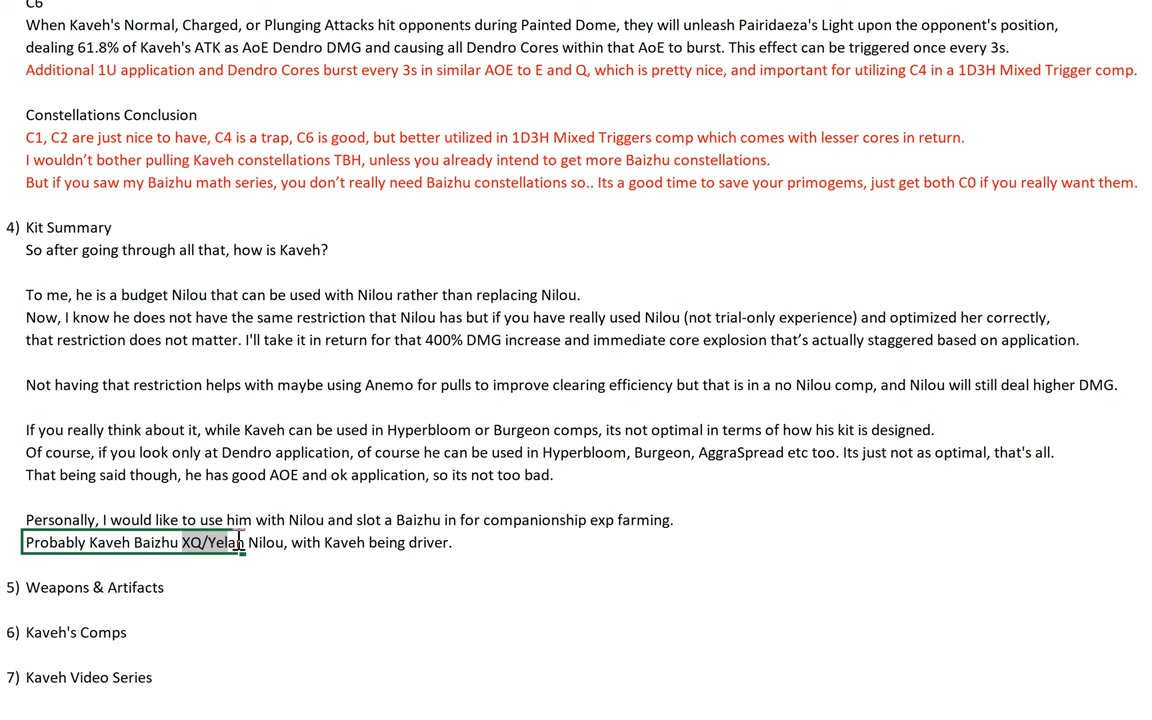 C6
When Kaveh's Normal, Charged, or Plunging Attacks hit opponents during Painted Dome, they will unleash Pairidaeza's Light upon the opponent's position,
dealing 61.8% of Kaveh's ATK as AoE Dendro DMG and causing all Dendro Cores within that AoE to burst. This effect can be triggered once every 3s.
Additional 1U application and Dendro Cores burst every 3s in similar AOE to E and Q, which is pretty nice, and important for utilizing C4 in a 1D3H Mixed Trigger comp.
Constellations Conclusion
C1, C2 are just nice to have, C4 is a trap, C6 is good, but better utilized in 1D3H Mixed Triggers comp which comes with lesser cores in return.
I wouldn’t bother pulling Kaveh constellations TBH, unless you already intend to get more Baizhu constellations.
But if you saw my Baizhu math series, you don’t really need Baizhu constellations so.. Its a good time to save your primogems, just get both C0 if you really want them.
4) Kit Summary
So after going through all that, how is Kaveh?
To me, he is a budget Nilou that can be used with Nilou rather than replacing Nilou.
Now, I know he does not have the same restriction that Nilou has but if you have really used Nilou (not trial-only experience) and optimized her correctly,
that restriction does not matter. I'll take it in return for that 400% DMG increase and immediate core explosion that’s actually staggered based on application.
Not having that restriction helps with maybe using Anemo for pulls to improve clearing efficiency but that is in a no Nilou comp, and Nilou will still deal higher DMG.
If you really think about it, while Kaveh can be used in Hyperbloom or Burgeon comps, its not optimal in terms of how his kit is designed.
Of course, if you look only at Dendro application, of course he can be used in Hyperbloom, Burgeon, AggraSpread etc too. Its just not as optimal, that's all.
That being said though, he has good AOE and ok application, so its not too bad.
Personally, I would like to use him with Nilou and slot a Baizhu in for companionship exp farming.
Probably Kaveh Baizhu XQ/Yelan Nilou, with Kaveh being driver.
5) Weapons & Artifacts
6) Kaveh's Comps
7) Kaveh Video Series